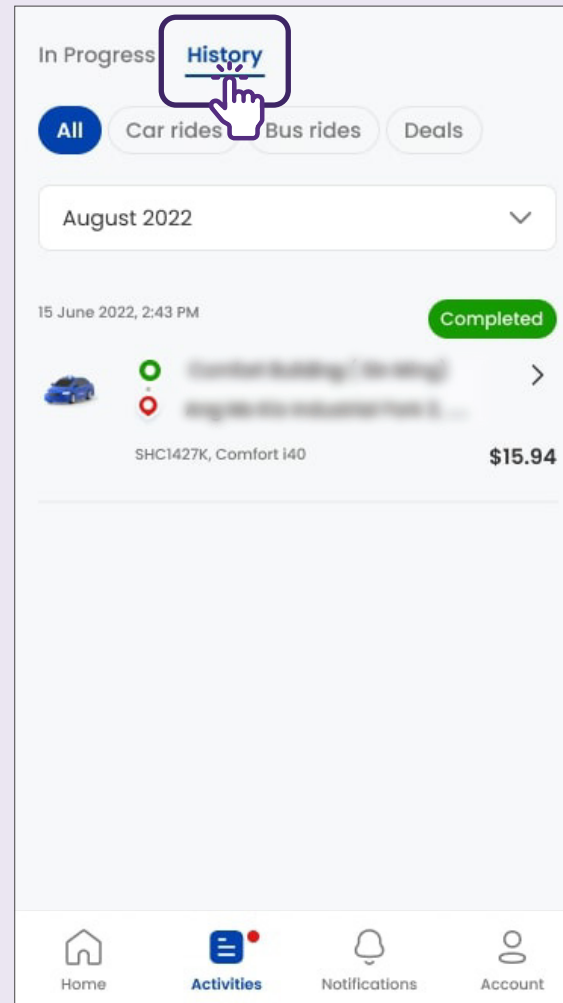 In Progress History
All Car rides Bus rides Deals
August 2022
15 June 2022, 2:43 PM Completed
SHC1427K, Comfort i40 $15.94
Home Activities Notifications Account